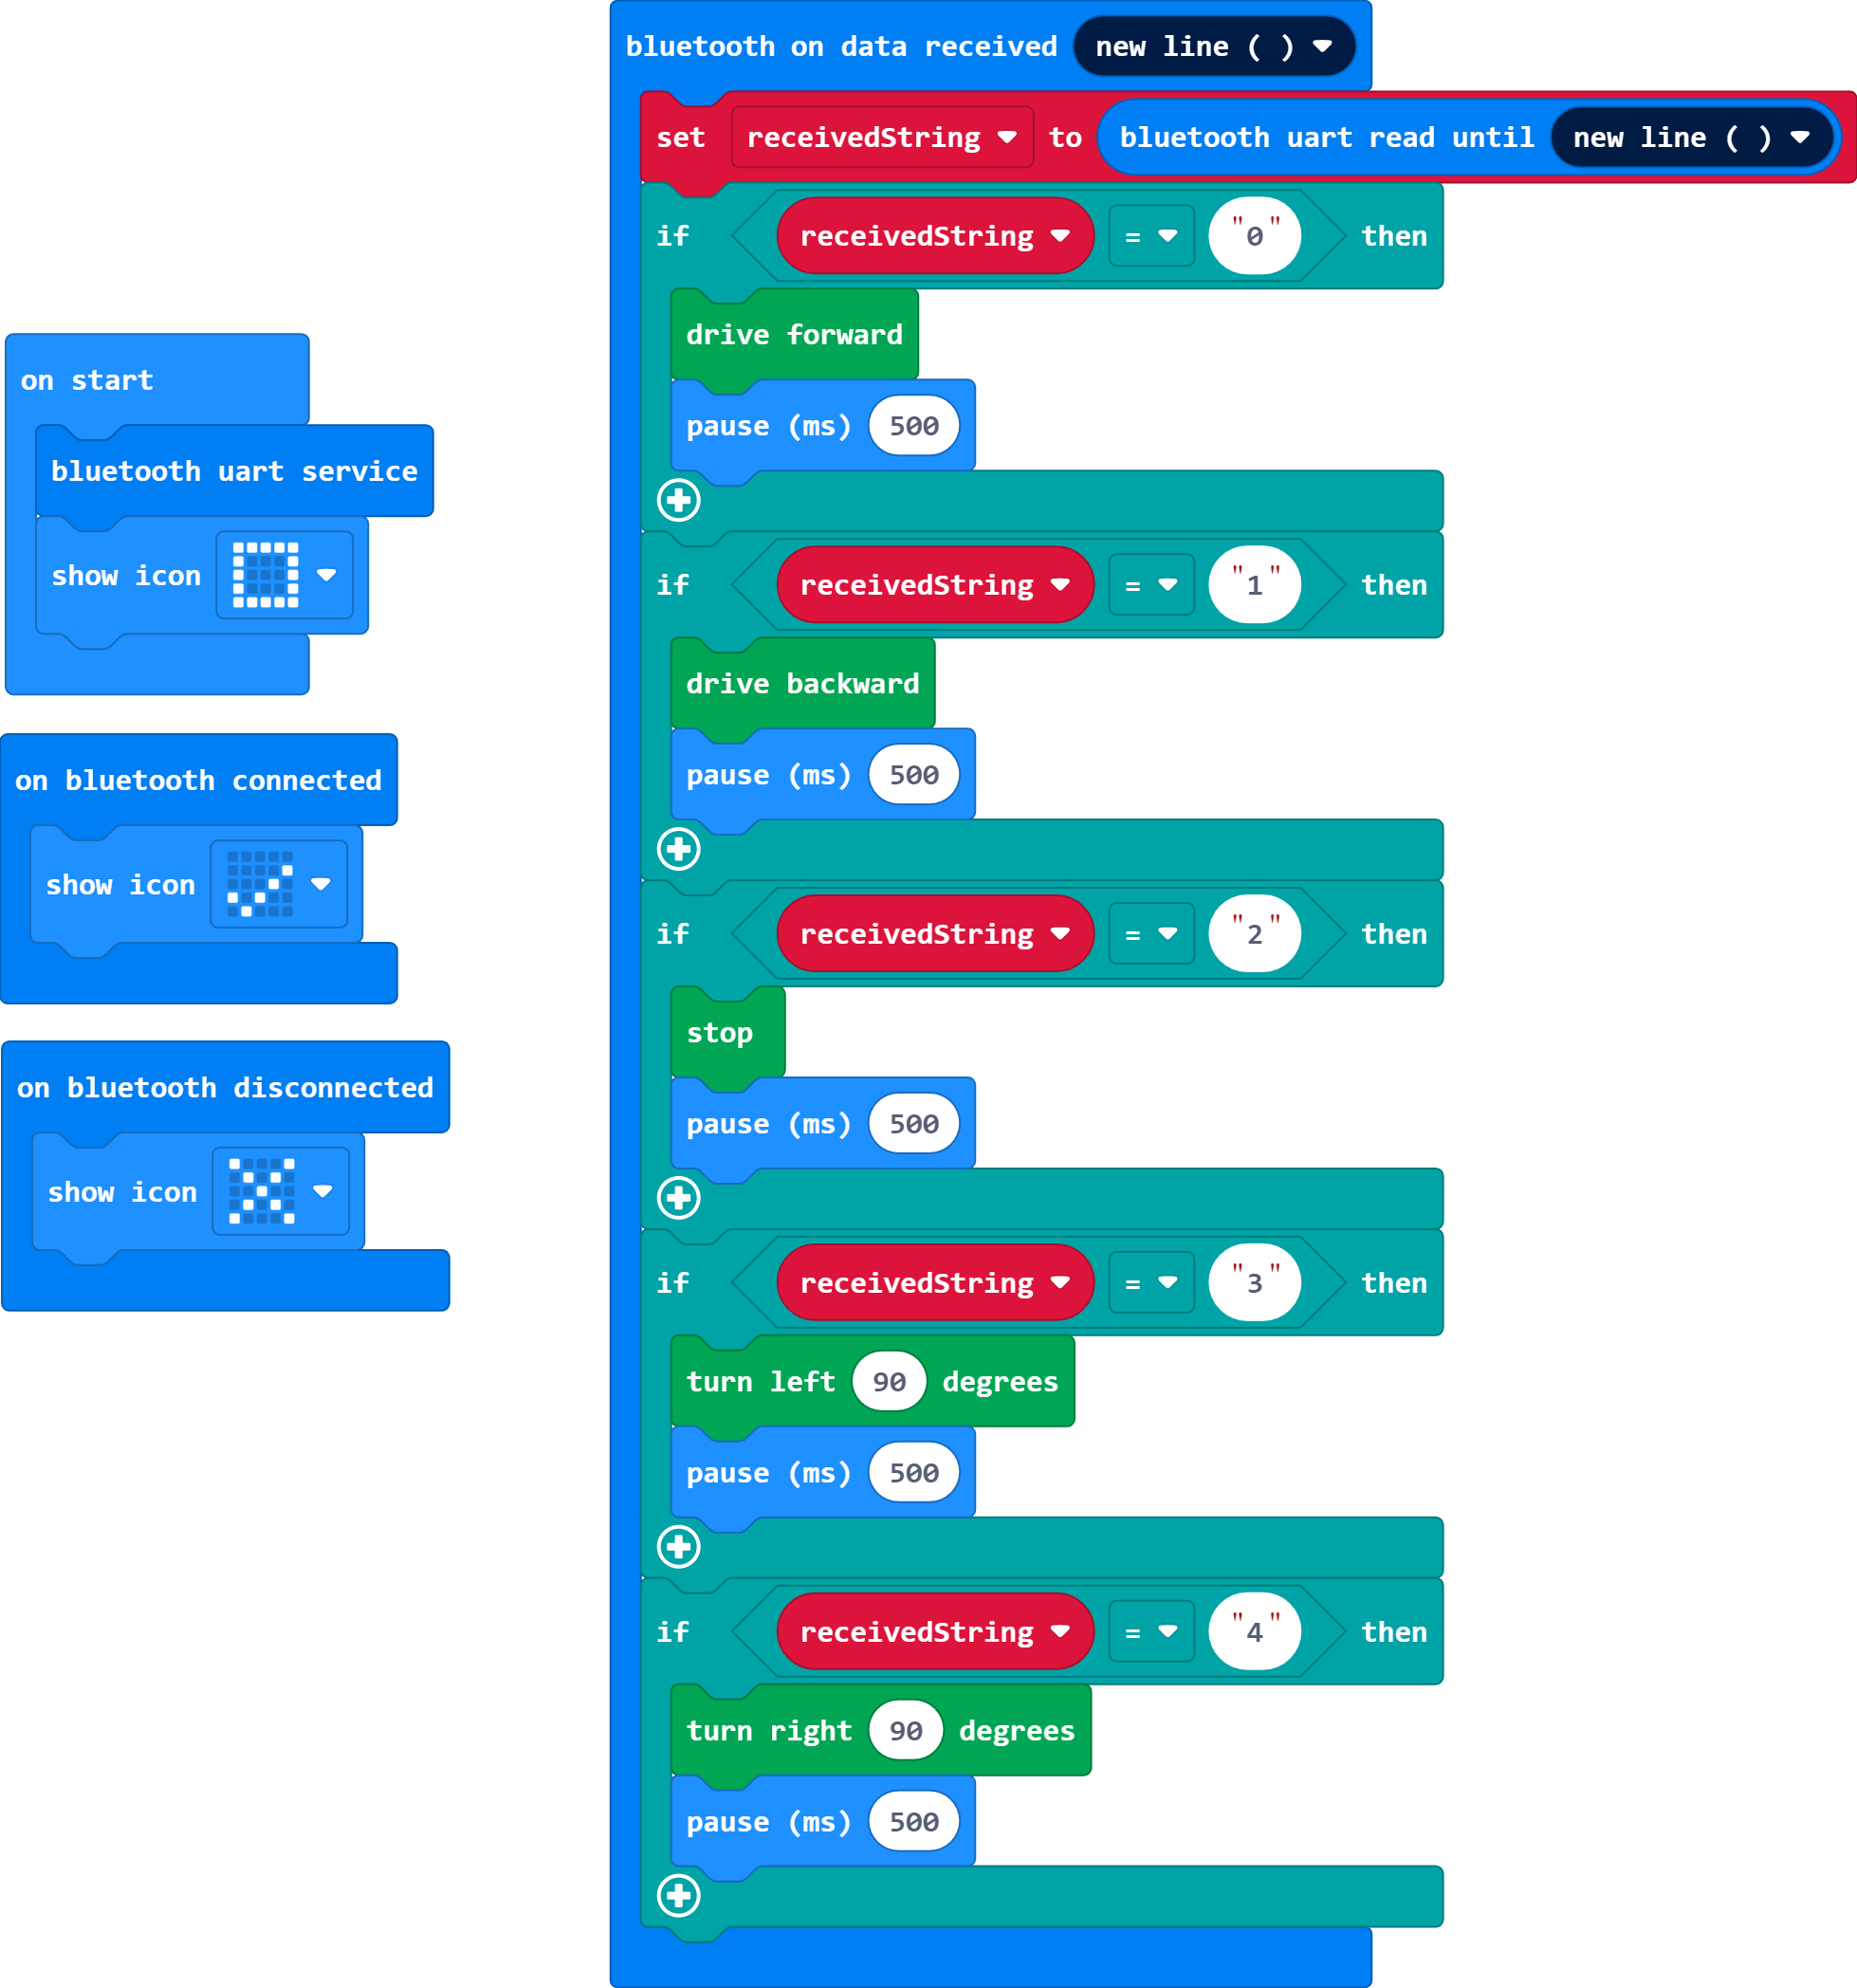 on start
bluetooth uart service
show icon
on bluetooth connected
show icon
on bluetooth disconnected
show icon
bluetooth on data received new line ( )
set receivedString to bluetooth uart read until new line ( )
if receivedString = "0" then
drive forward
pause (ms) 500
if receivedString = "1" then
drive backward
pause (ms) 500
if receivedString = "2" then
stop
pause (ms) 500
if receivedString = "3" then
turn left 90 degrees
pause (ms) 500
if receivedString = "4" then
turn right 90 degrees
pause (ms) 500